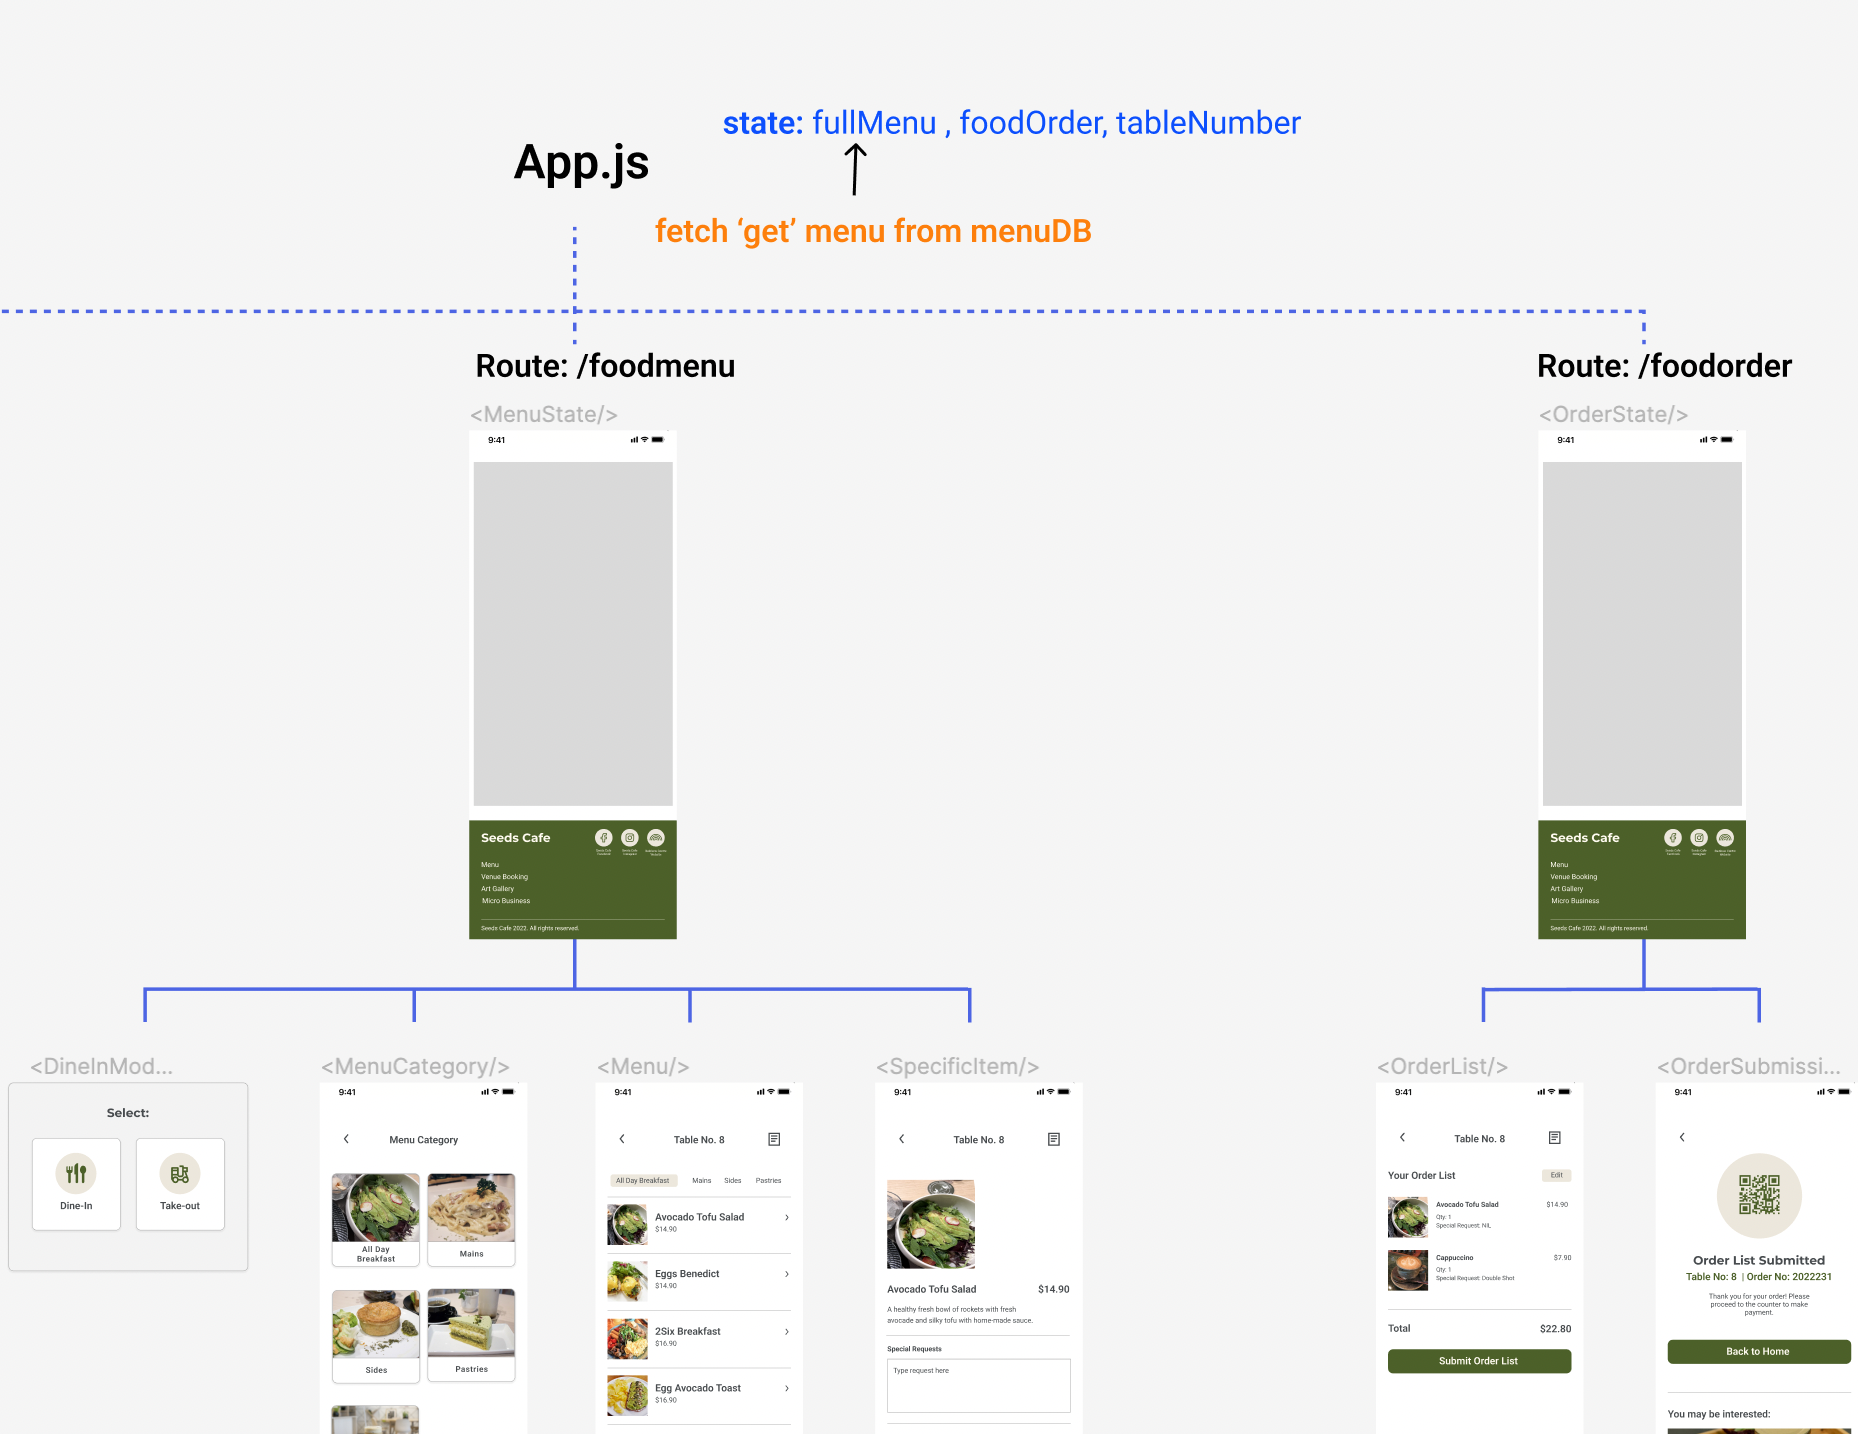 state: fullMenu , foodOrder, tableNumber
App.js
fetch ‘get’ menu from menuDB
Route: /foodmenu
<MenuState/>
9:41
Seeds Cafe
Menu
Venue Booking
Art Gallery
Micro Business
Seeds Cafe 2022. All rights reserved.
Route: /foodorder
<OrderState/>
9:41
Seeds Cafe
Menu
Venue Booking
Art Gallery
Micro Business
Seeds Cafe 2022. All rights reserved.
<DineInMod...
Select:
Dine-In
Take-out
<MenuCategory/>
9:41
Menu Category
All Day
Breakfast
Mains
Sides
Pastries
<Menu/>
9:41
Table No. 8
All Day Breakfast Mains Sides Pastries
Avocado Tofu Salad
$14.90
Eggs Benedict
$14.90
2Six Breakfast
$16.90
Egg Avocado Toast
$16.90
<SpecificItem/>
9:41
Table No. 8
Avocado Tofu Salad $14.90
A healthy fresh bowl of rockets with fresh
avocado and silky tofu with home-made sauce.
Special Requests
Type request here
<OrderList/>
9:41
Table No. 8
Your Order List Edit
Avocado Tofu Salad $14.90
Qty: 1
Special Request: NIL
Cappuccino $7.90
Qty: 1
Special Request: Double Shot
Total $22.80
Submit Order List
<OrderSubmissi...
9:41
Order List Submitted
Table No: 8 | Order No: 2022231
Thank you for your order! Please
proceed to the counter to make
payment.
Back to Home
You may be interested: